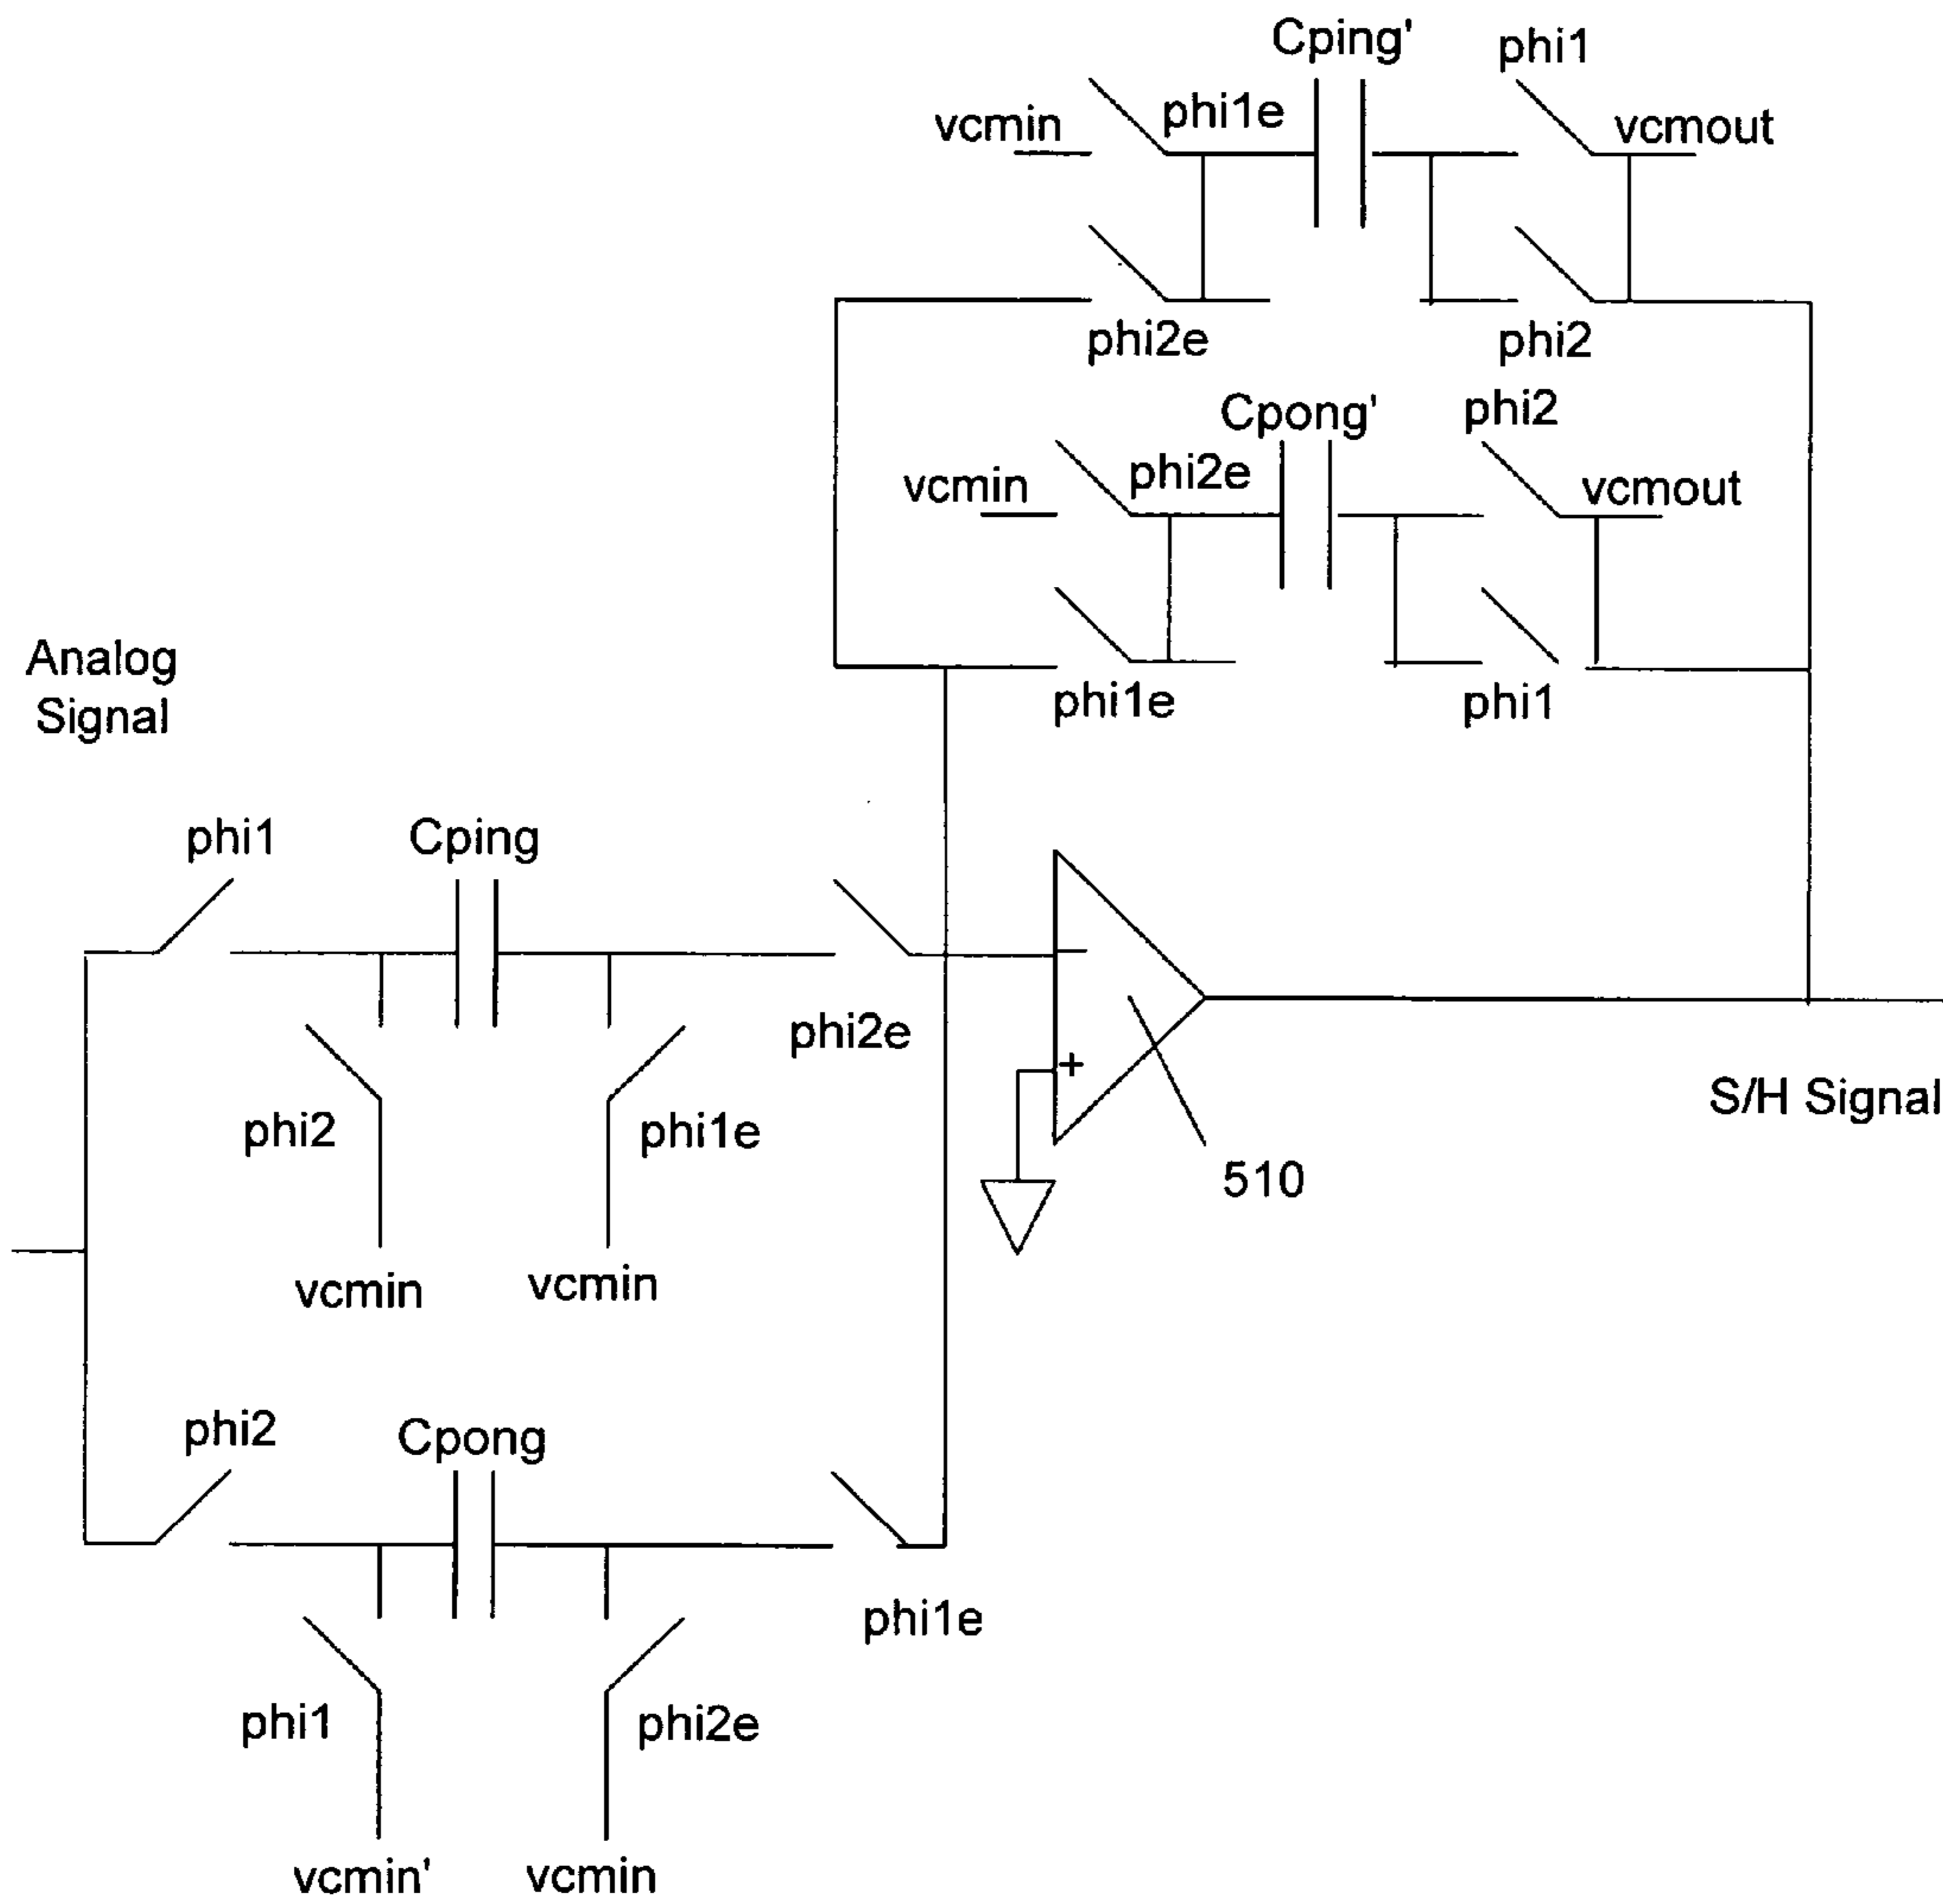 Cping'
phi1
vcmin
phi1e
vcmout
phi2e
phi2
Cpong'
phi2
vcmin
phi2e
vcmout
phi1e
phi1
Analog
Signal
phi1
Cping
−
phi2e
+
phi2
phi1e
S/H Signal
510
vcmin
vcmin
phi2
Cpong
phi1e
phi1
phi2e
vcmin'
vcmin